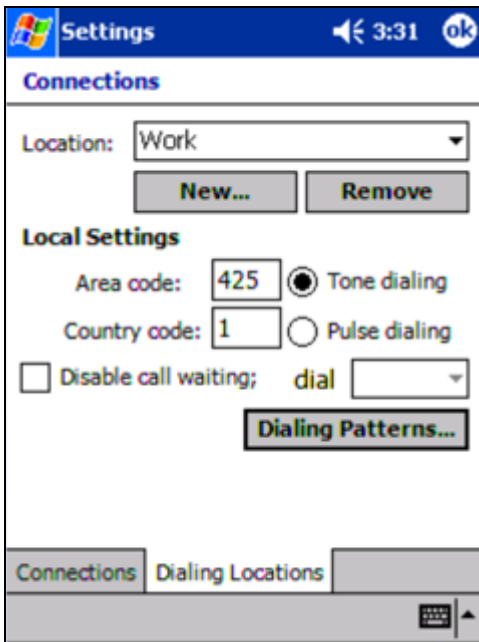 Settings 3:31 ok
Connections
Location: Work
New... Remove
Local Settings
Area code: 425 Tone dialing
Country code: 1 Pulse dialing
Disable call waiting; dial
Dialing Patterns...
Connections Dialing Locations